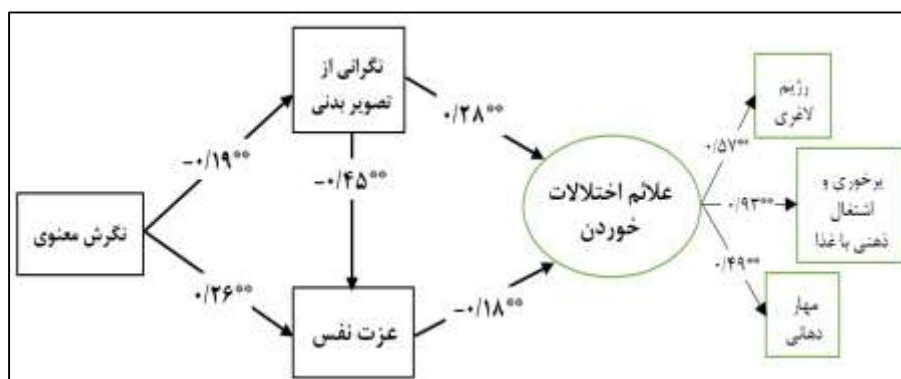 نگرانی از
تصویر بدنی
۰/۲۸**
-۰/۱۹**
-۰/۴۵**
نگرش معنوی
۰/۲۶**
عزت نفس
-۰/۱۸**
علائم اختلالات
خوردن
رژیم
لاغری
۰/۵۷**
پرخوری و
اشتغال
ذهنی با غذا
۰/۹۳**
۰/۴۹**
مهار
دهانی